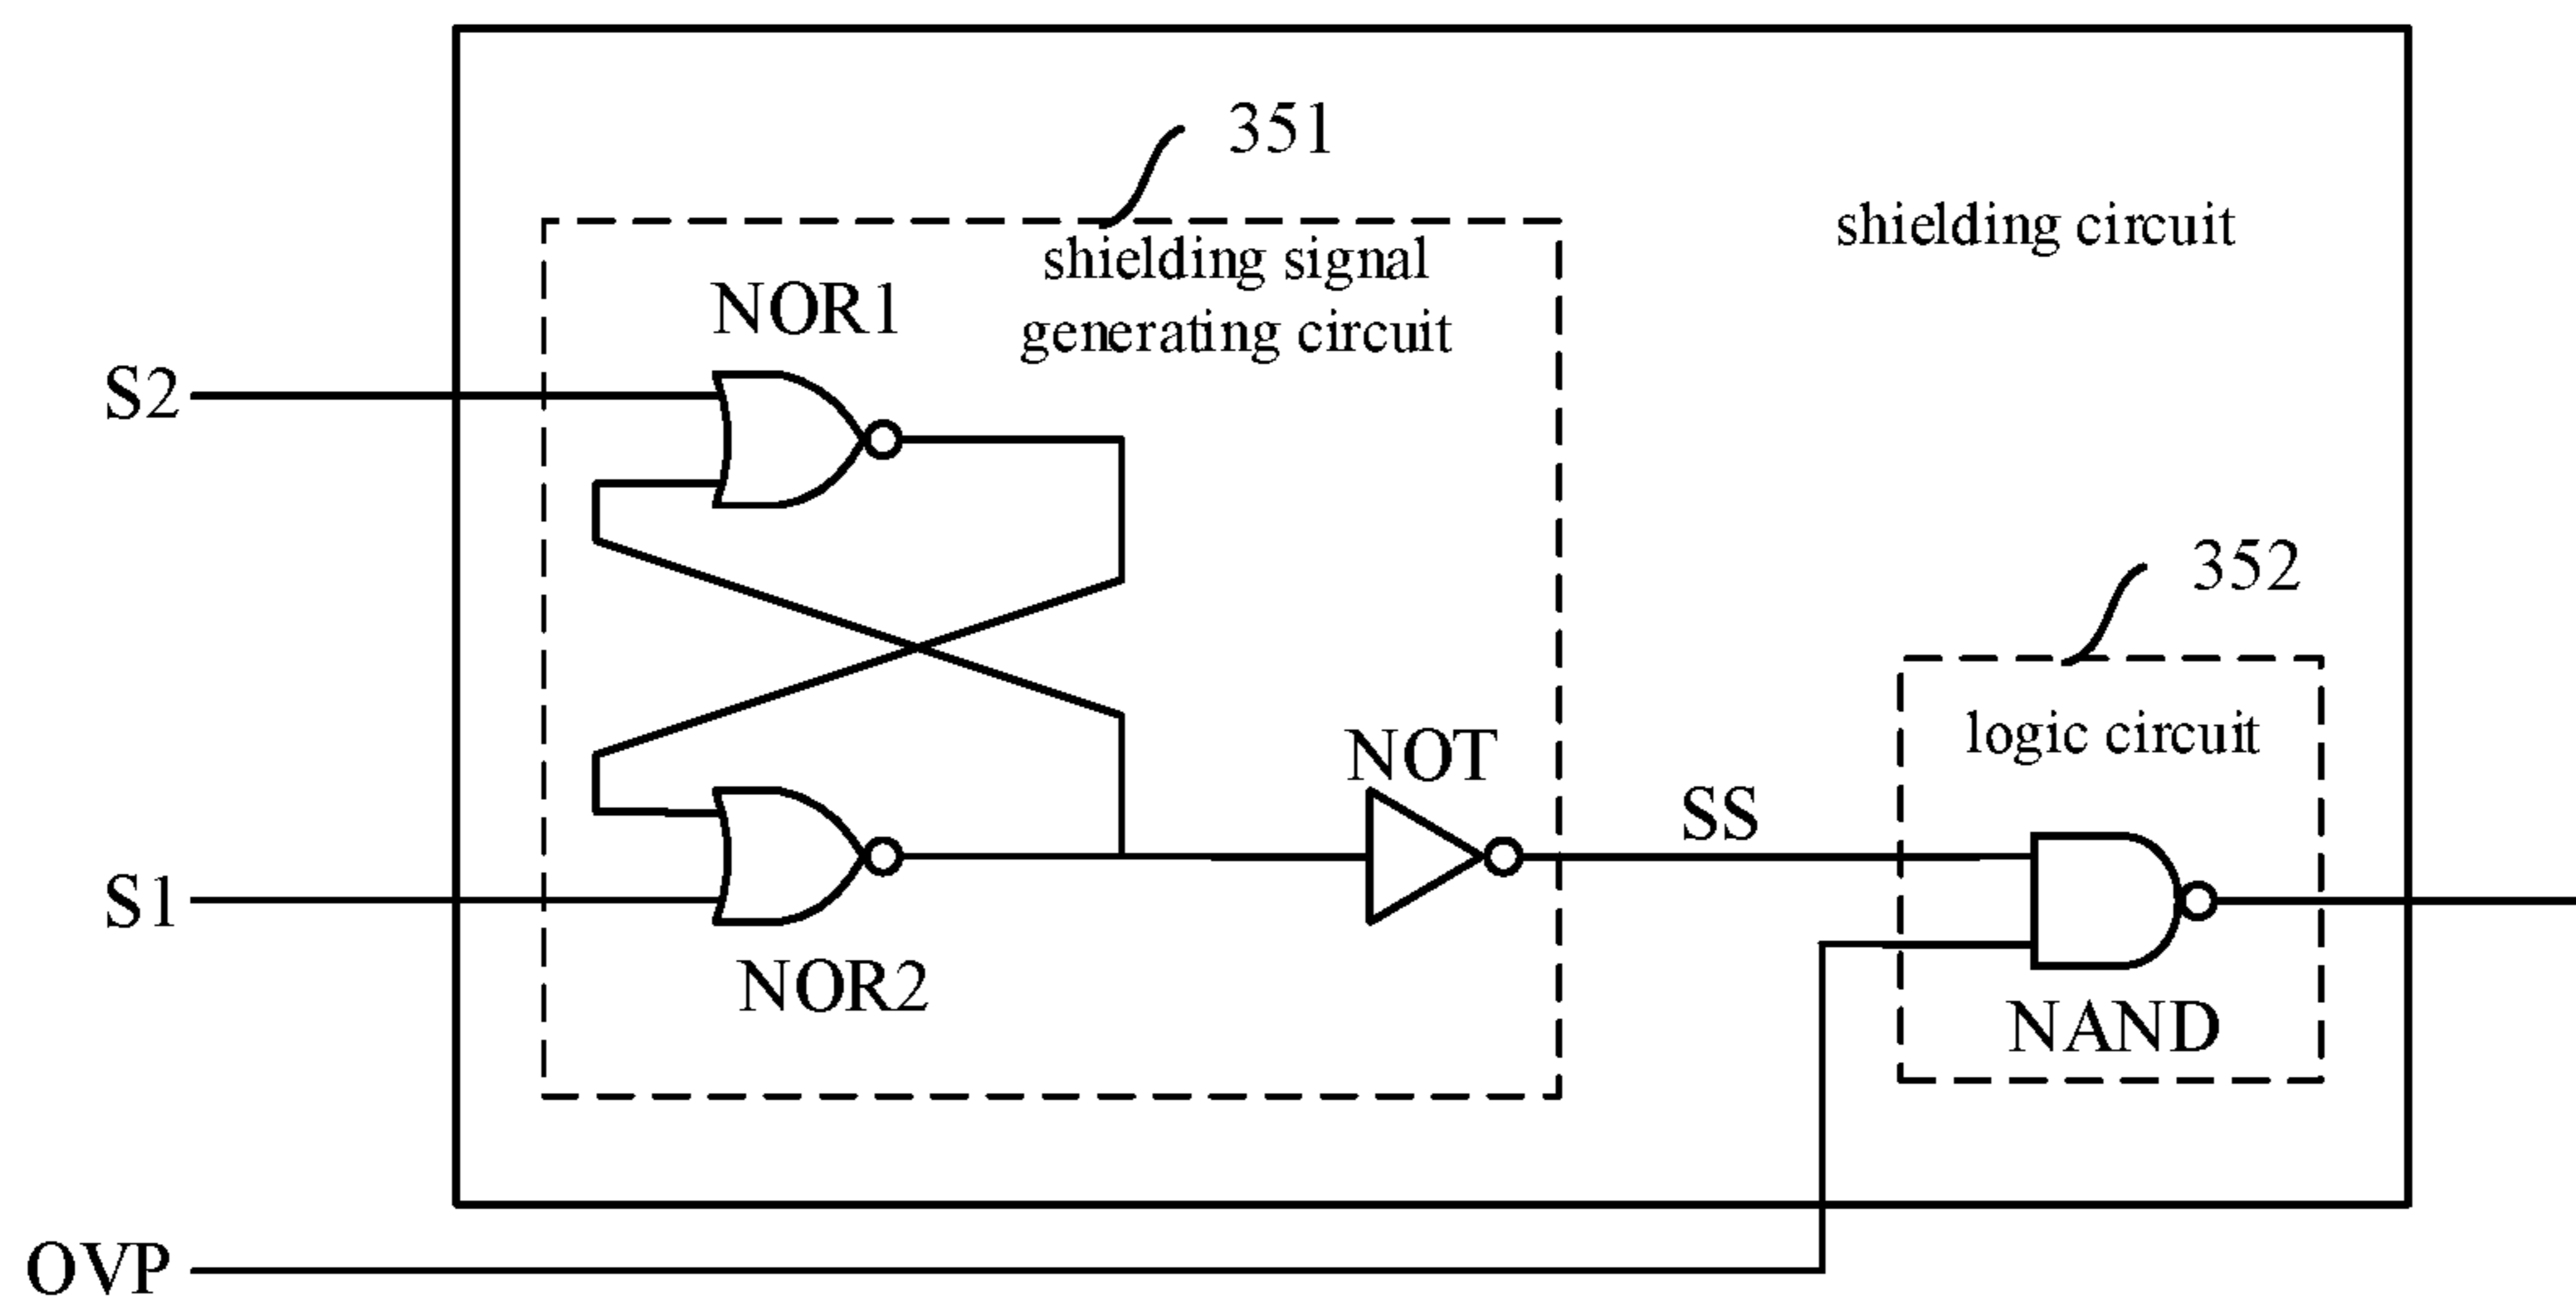 351
shielding signal
generating circuit
shielding circuit
NOR1
S2
352
logic circuit
NOT
SS
S1
NOR2
NAND
OVP